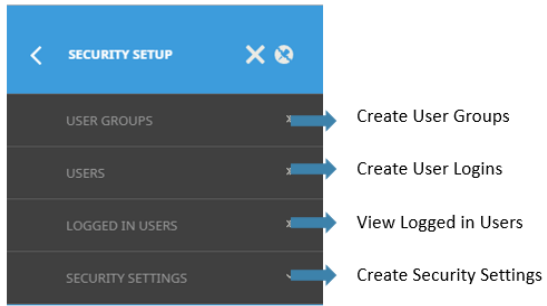 SECURITY SETUP
USER GROUPS Create User Groups
USERS Create User Logins
LOGGED IN USERS View Logged in Users
SECURITY SETTINGS Create Security Settings